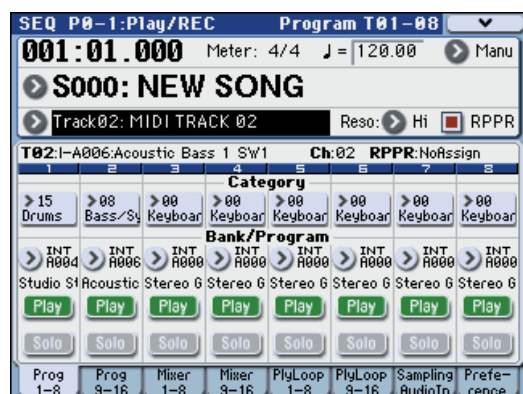 SEQ P0-1:Play/REC Program T01-08
001:01.000 Meter: 4/4 ♩= 120.00 Manu
S000: NEW SONG
Track02: MIDI TRACK 02 Reso: Hi RPPR
T02:I-A006:Acoustic Bass 1 SW1 Ch:02 RPPR:NoAssign
1 2 3 4 5 6 7 8
Category
15 08 00 00 00 00 00 00
Drums Bass/Sy Keyboar Keyboar Keyboar Keyboar Keyboar Keyboar
Bank/Program
INT INT INT INT INT INT INT INT
A004 A006 A000 A000 A000 A000 A000 A000
Studio St Acoustic Stereo G Stereo G Stereo G Stereo G Stereo G Stereo G
Play Play Play Play Play Play Play Play
Solo Solo Solo Solo Solo Solo Solo Solo
Prog Prog Mixer Mixer PlyLoop PlyLoop Sampling Prefe-
1-8 9-16 1-8 9-16 1-8 9-16 AudioIn rence